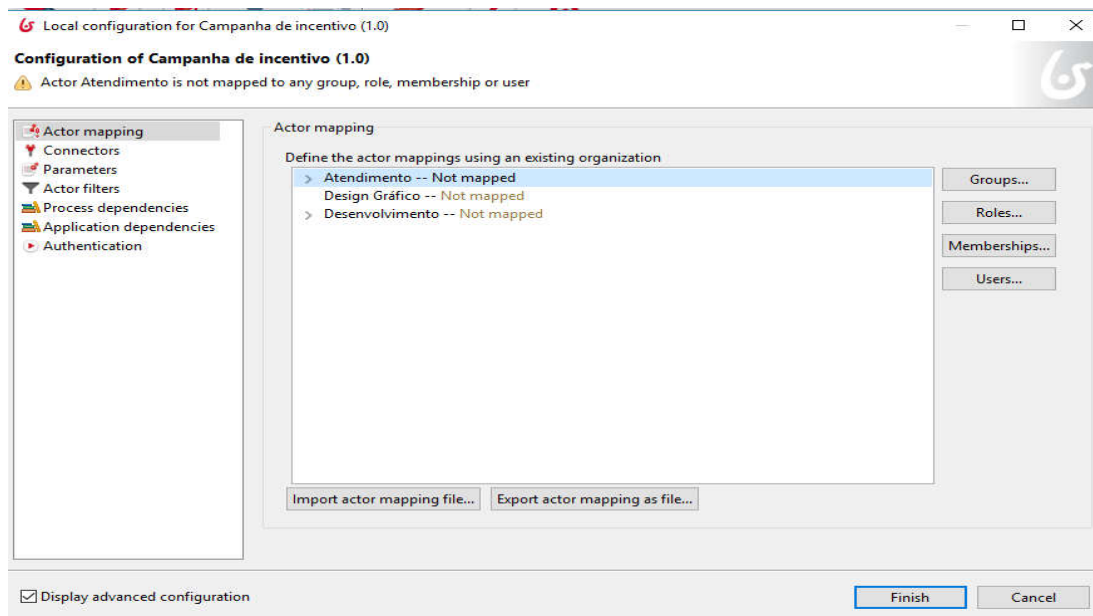 Local configuration for Campanha de incentivo (1.0)
Configuration of Campanha de incentivo (1.0)
Actor Atendimento is not mapped to any group, role, membership or user
Actor mapping
Connectors
Parameters
Actor filters
Process dependencies
Application dependencies
Authentication
Actor mapping
Define the actor mappings using an existing organization
Atendimento -- Not mapped
Design Gráfico -- Not mapped
Desenvolvimento -- Not mapped
Groups...
Roles...
Memberships...
Users...
Import actor mapping file...
Export actor mapping as file...
Display advanced configuration
Finish
Cancel